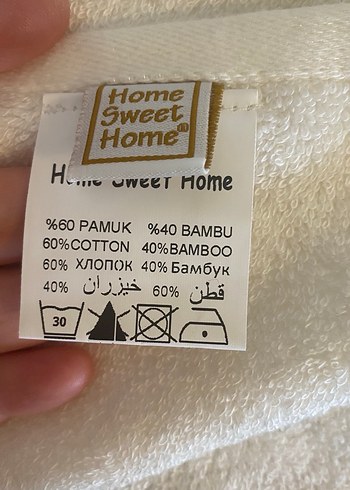 Home
Sweet
Home®
Home Sweet Home
%60 PAMUK %40 BAMBU
60%COTTON 40%BAMBOO
60% ХЛОПОК 40% Бамбук
40% خيزران 60% قطن
30